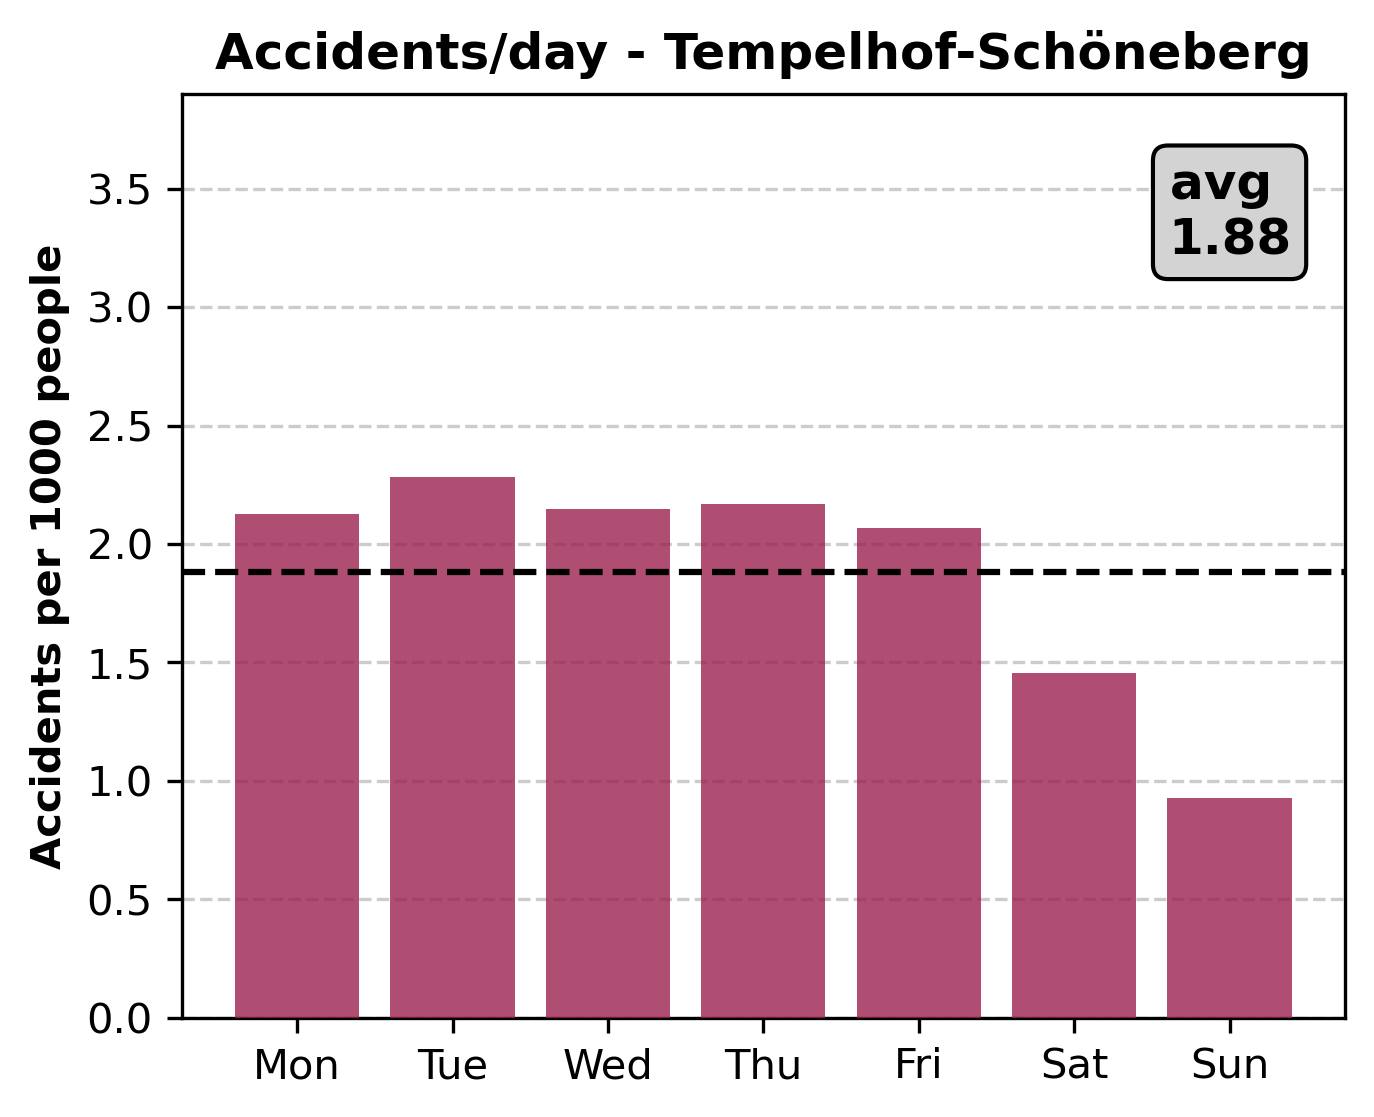 Accidents/day - Tempelhof-Schöneberg
avg
1.88
Accidents per 1000 people
3.5
3.0
2.5
2.0
1.5
1.0
0.5
0.0
Mon Tue Wed Thu Fri Sat Sun